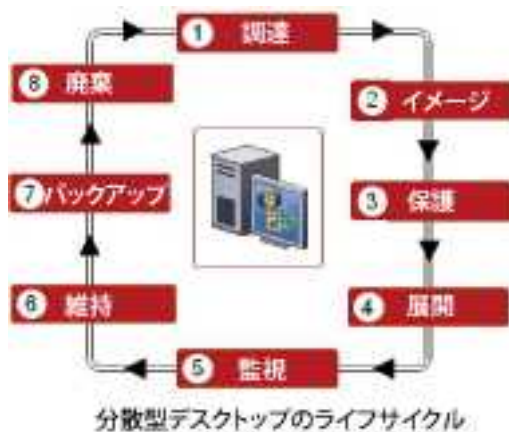 1 調達
2 イメージ
3 保護
4 展開
5 監視
6 維持
7 バックアップ
8 廃棄
分散型デスクトップのライフサイクル